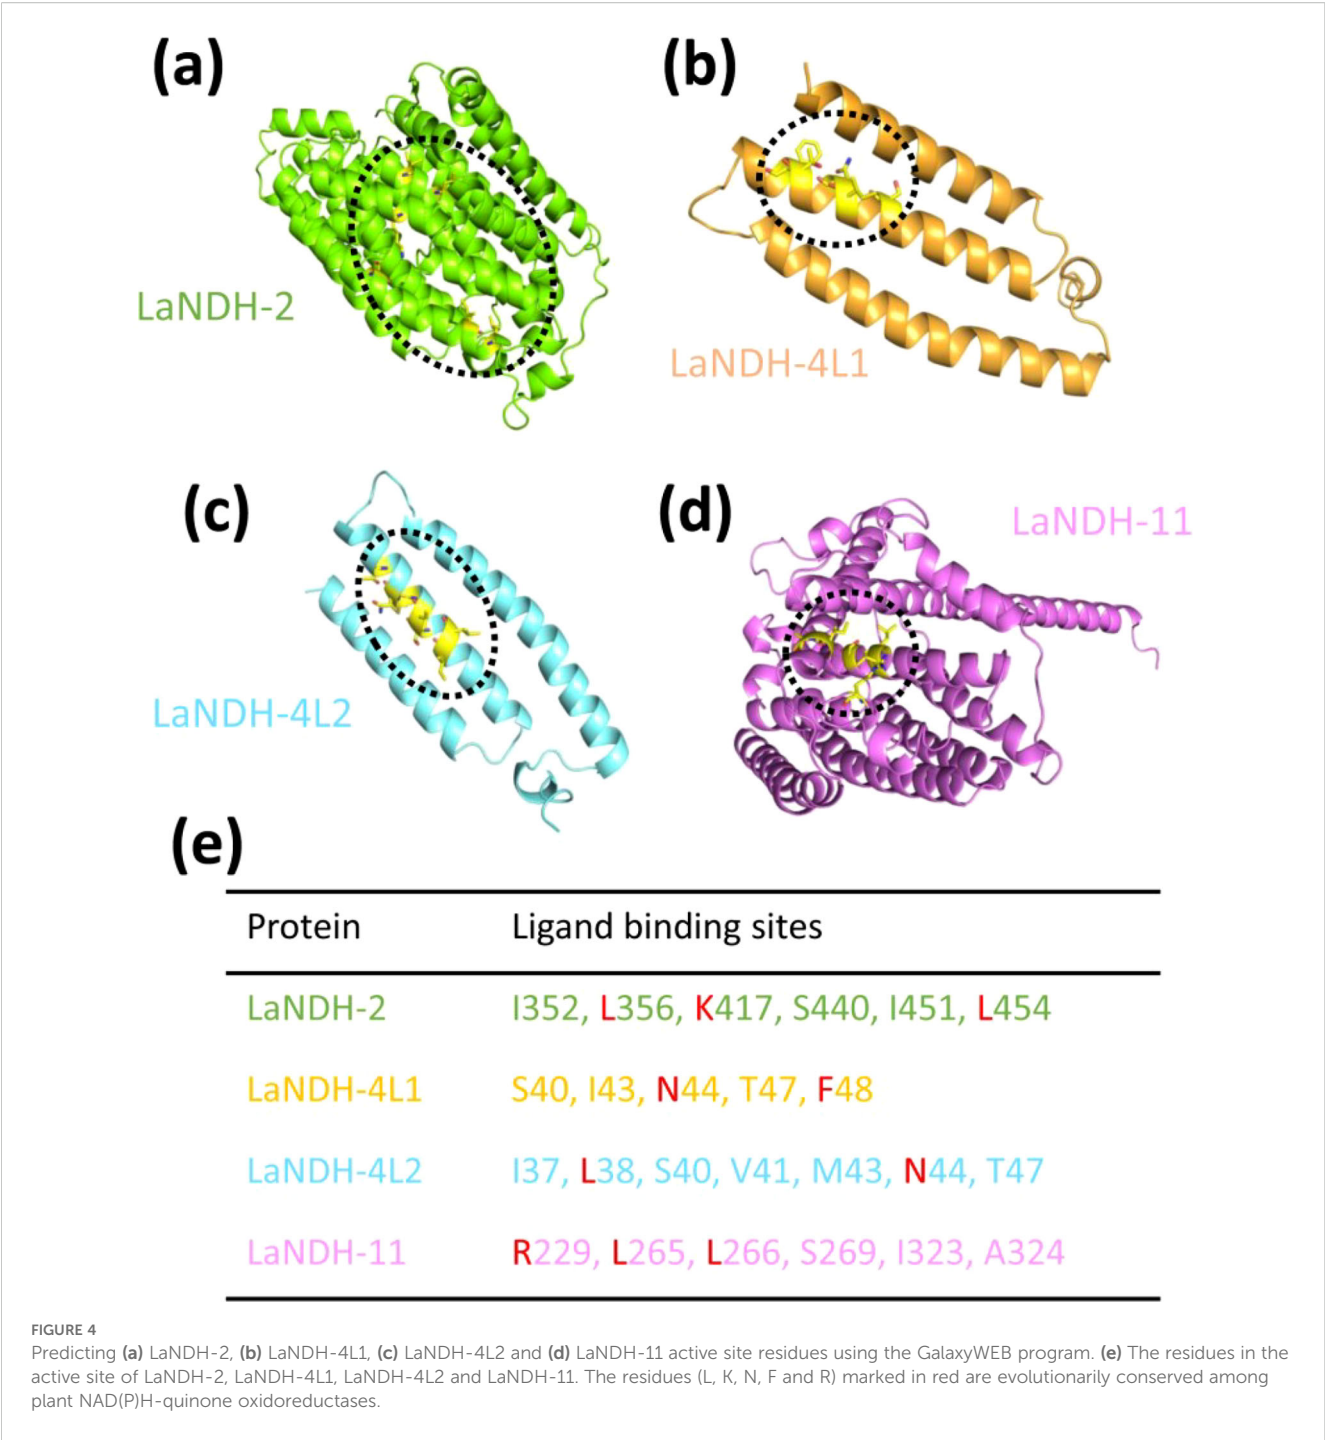 (a)
(b)
LaNDH-2
LaNDH-4L1
(c)
(d)
LaNDH-11
LaNDH-4L2
(e)
Protein Ligand binding sites
LaNDH-2 I352, L356, K417, S440, I451, L454
LaNDH-4L1 S40, I43, N44, T47, F48
LaNDH-4L2 I37, L38, S40, V41, M43, N44, T47
LaNDH-11 R229, L265, L266, S269, I323, A324
FIGURE 4
Predicting (a) LaNDH-2, (b) LaNDH-4L1, (c) LaNDH-4L2 and (d) LaNDH-11 active site residues using the GalaxyWEB program. (e) The residues in the
active site of LaNDH-2, LaNDH-4L1, LaNDH-4L2 and LaNDH-11. The residues (L, K, N, F and R) marked in red are evolutionarily conserved among
plant NAD(P)H-quinone oxidoreductases.